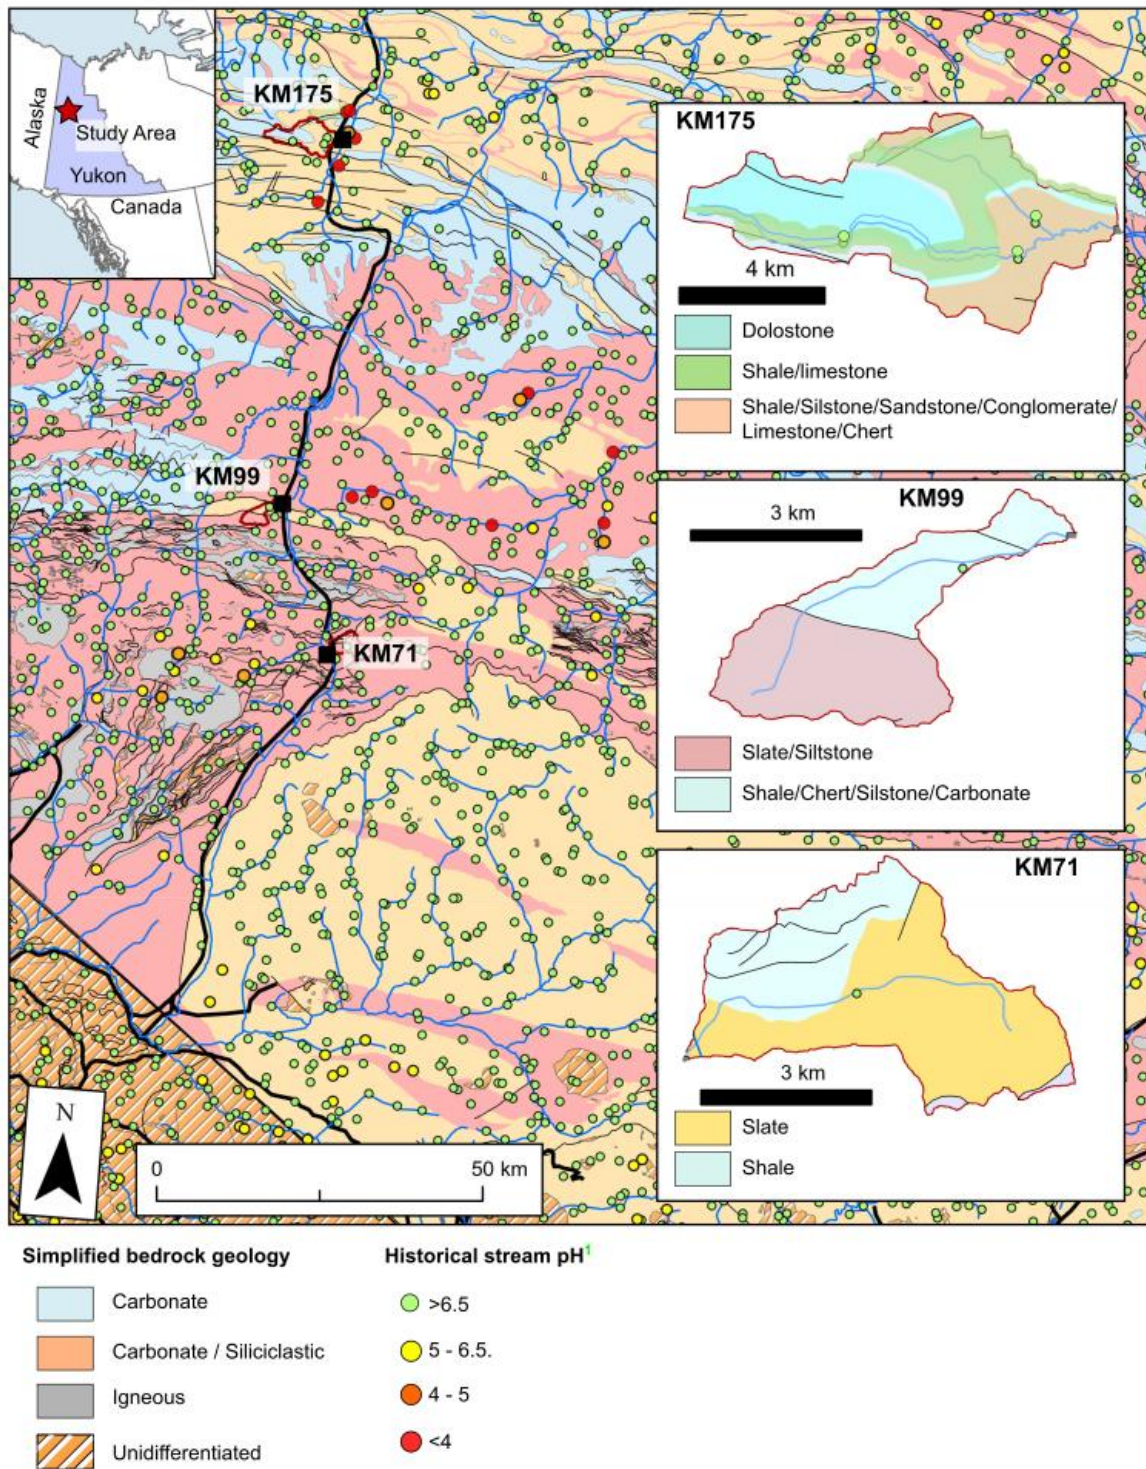 Alaska
Study Area
Yukon
Canada
KM175
KM99
KM71
N
0
50 km
KM175
4 km
Dolostone
Shale/limestone
Shale/Silstone/Sandstone/Conglomerate/
Limestone/Chert
KM99
3 km
Slate/Siltstone
Shale/Chert/Silstone/Carbonate
KM71
3 km
Slate
Shale
Simplified bedrock geology
Carbonate
Carbonate / Siliciclastic
Igneous
Unidifferentiated
Historical stream pH¹
>6.5
5 - 6.5.
4 - 5
<4